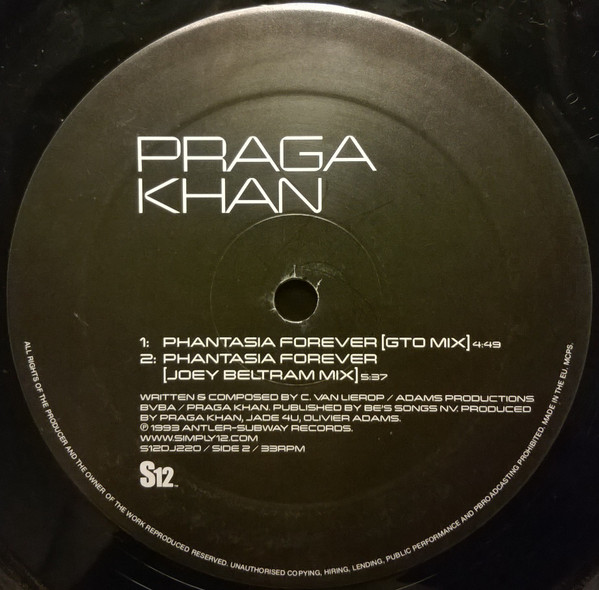 PRAGA
KHAN
1: PHANTASIA FOREVER [GTO MIX] 4:49
2: PHANTASIA FOREVER
[JOEY BELTRAM MIX] 5:37
WRITTEN & COMPOSED BY C. VAN LIEROP / ADAMS PRODUCTIONS
BVBA / PRAGA KHAN. PUBLISHED BY BE'S SONGS NV. PRODUCED
BY PRAGA KHAN, JADE 4U, OLIVIER ADAMS.
℗ 1993 ANTLER-SUBWAY RECORDS.
WWW.SIMPLY12.COM
S12DJ220 / SIDE 2 / 33RPM
S12™
ALL RIGHTS OF THE PRODUCER AND THE OWNER OF THE WORK REPRODUCED RESERVED. UNAUTHORISED COPYING, HIRING, LENDING, PUBLIC PERFORMANCE AND PBROADCASTING PROHIBITED. MADE IN THE EU. MCPS.